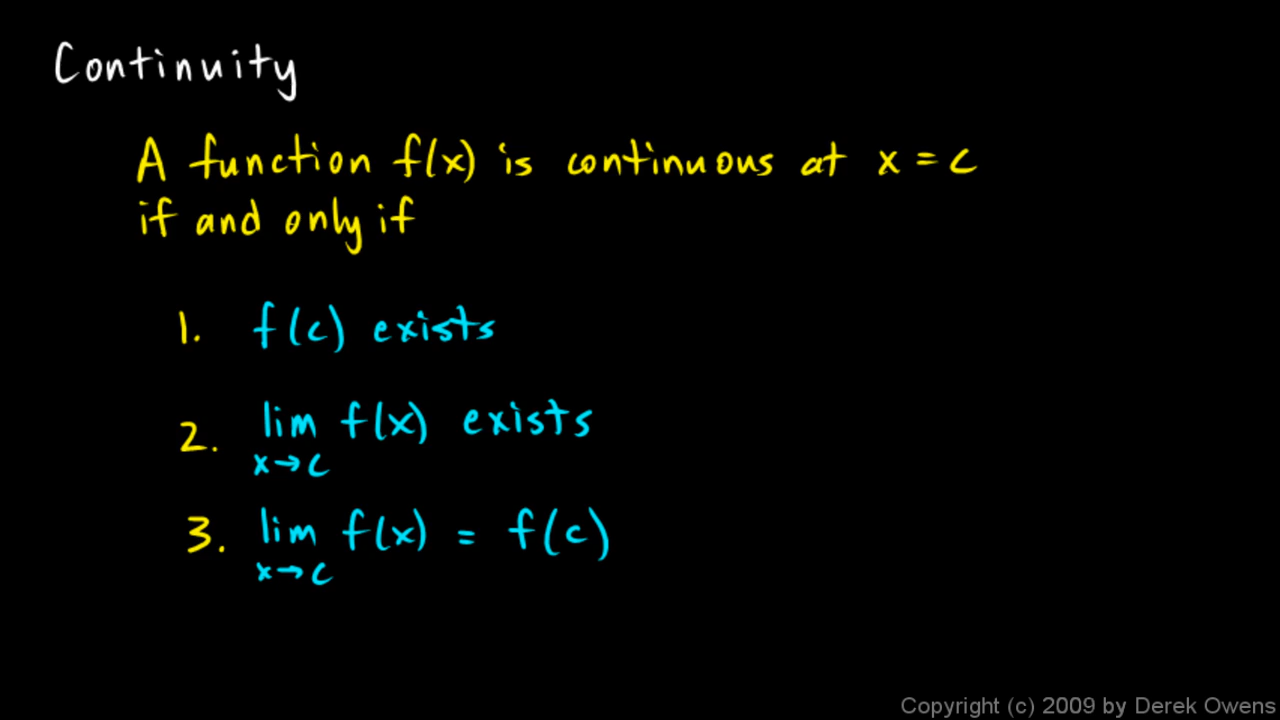 Continuity
A function f(x) is continuous at x = c
if and only if
1. f(c) exists
2. lim f(x) exists
x→c
3. lim f(x) = f(c)
x→c
Copyright (c) 2009 by Derek Owens